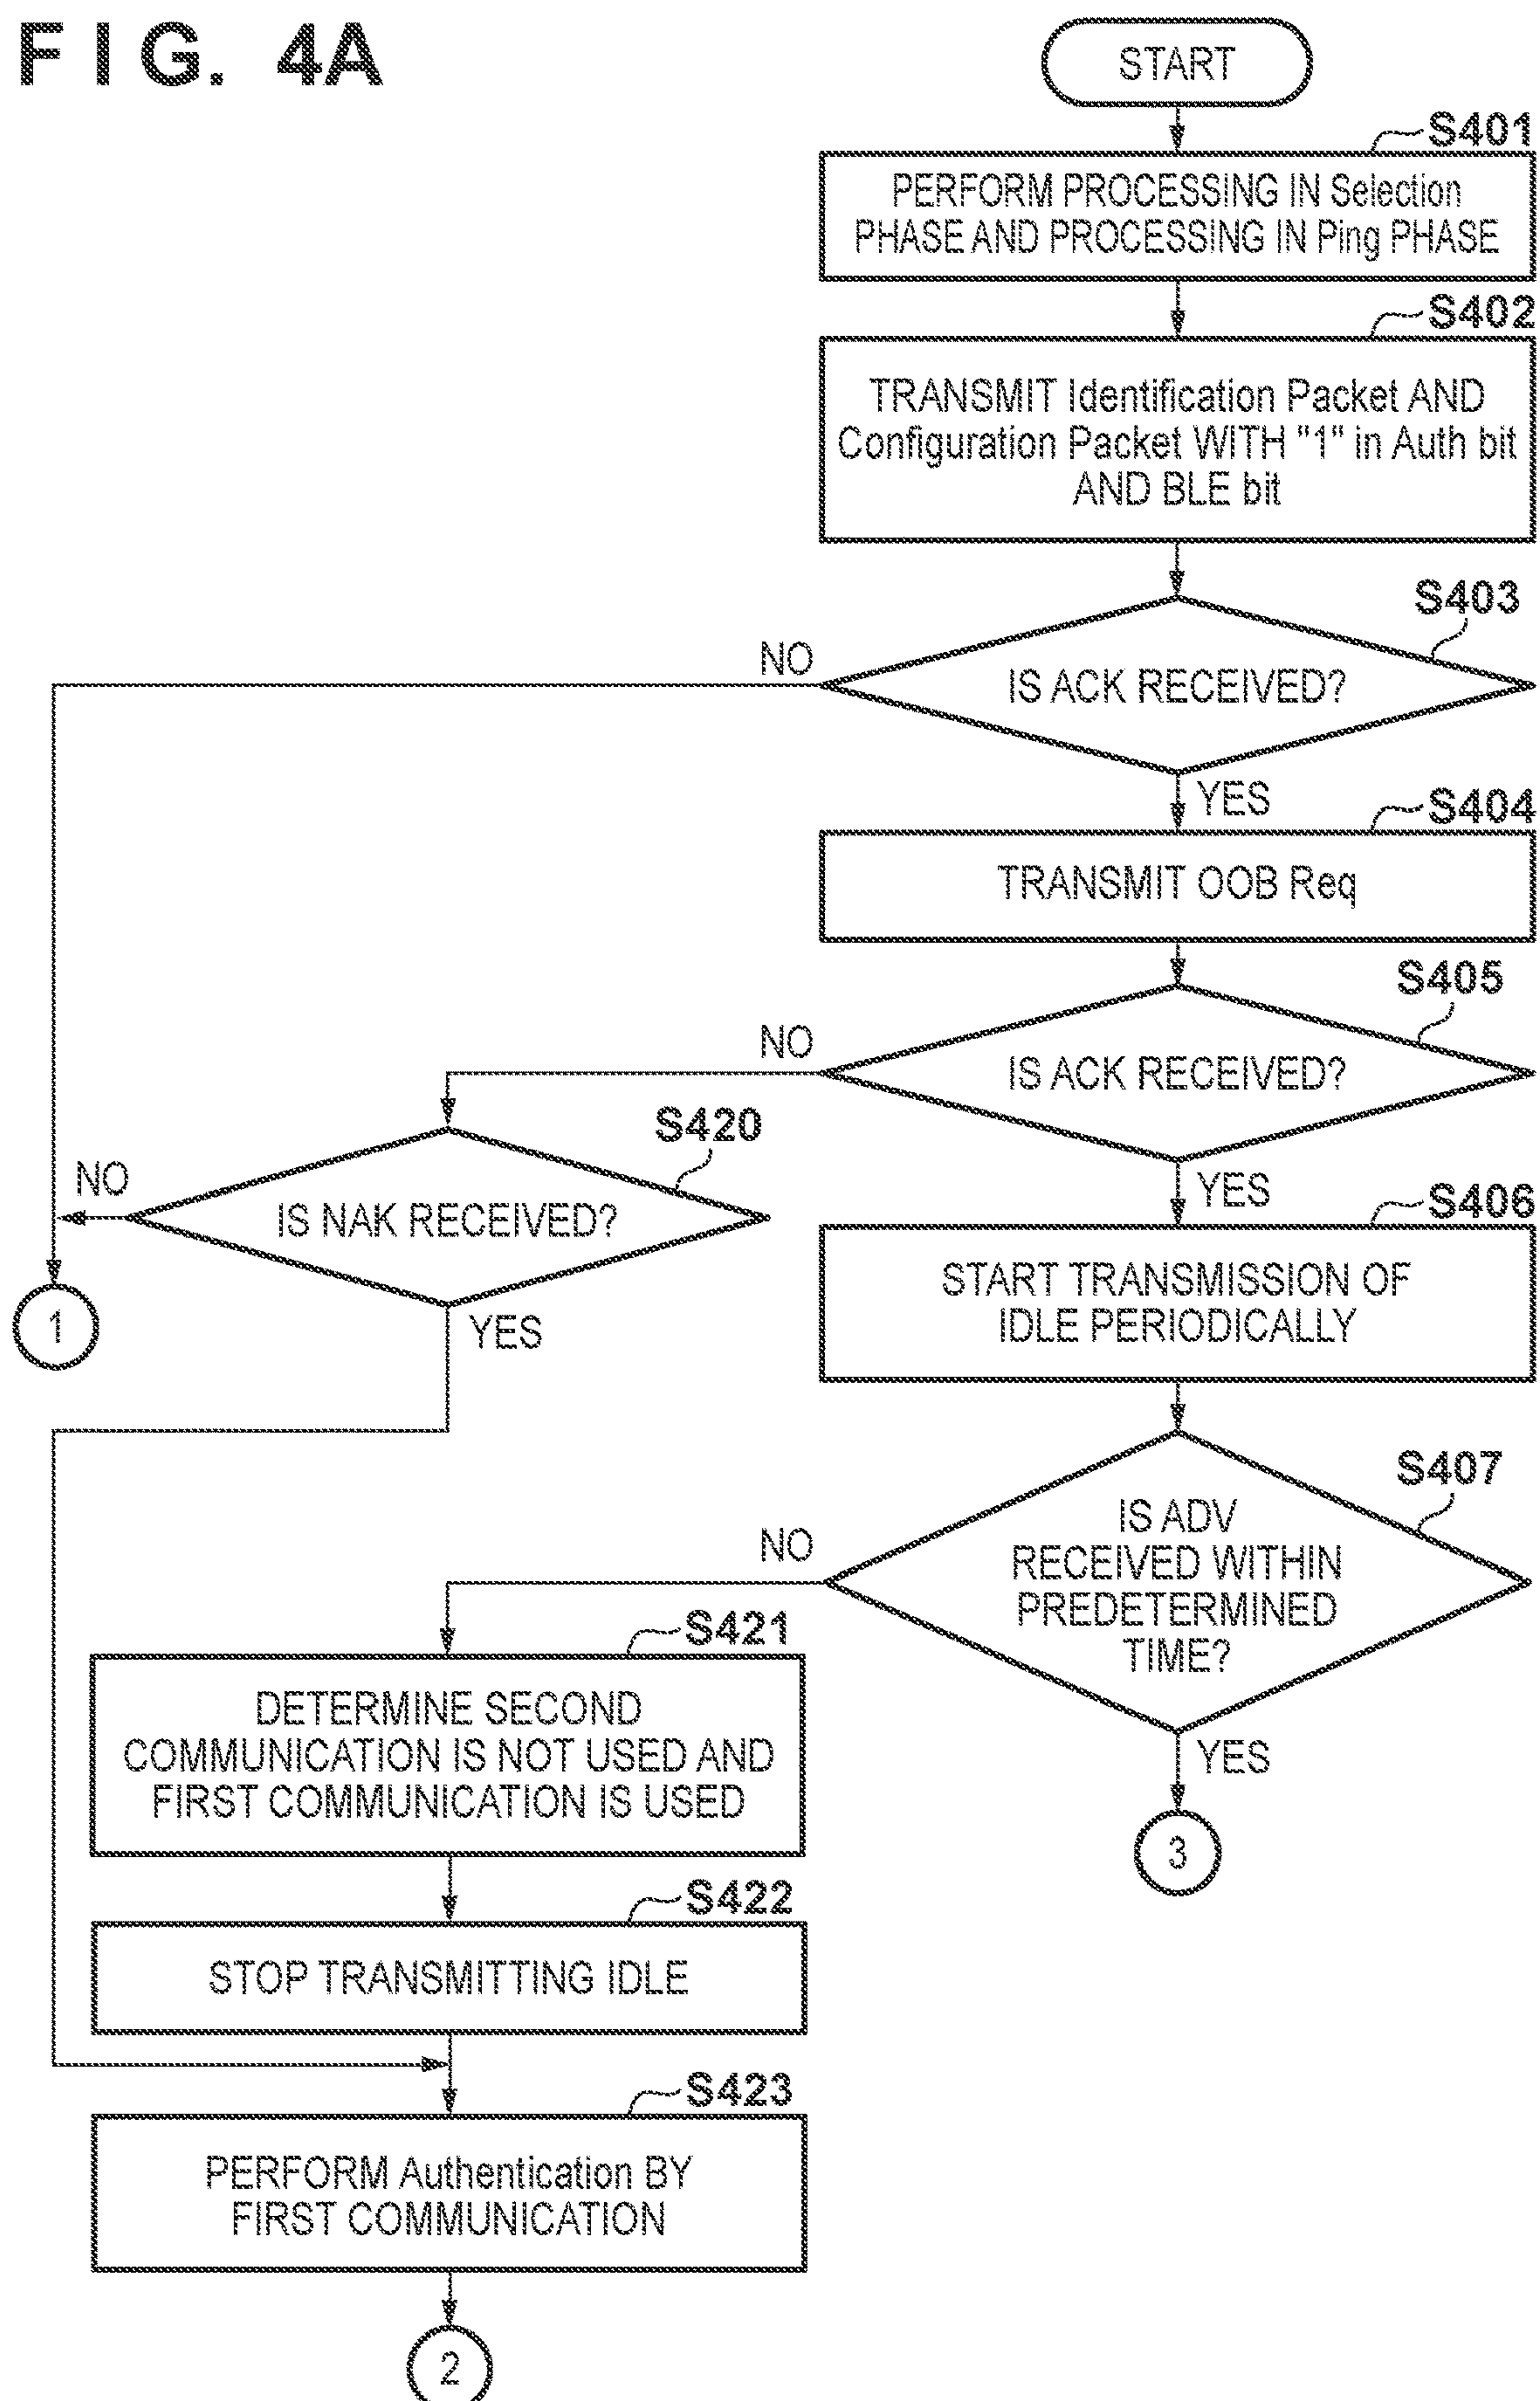 FIG. 4A
START
S401
PERFORM PROCESSING IN Selection
PHASE AND PROCESSING IN Ping PHASE
S402
TRANSMIT Identification Packet AND
Configuration Packet WITH "1" in Auth bit
AND BLE bit
S403
NO
IS ACK RECEIVED?
YES
S404
TRANSMIT OOB Req
S405
NO
IS ACK RECEIVED?
S420
NO
IS NAK RECEIVED?
YES
1
YES
S406
START TRANSMISSION OF
IDLE PERIODICALLY
S407
NO
IS ADV
RECEIVED WITHIN
PREDETERMINED
TIME?
YES
3
S421
DETERMINE SECOND
COMMUNICATION IS NOT USED AND
FIRST COMMUNICATION IS USED
S422
STOP TRANSMITTING IDLE
S423
PERFORM Authentication BY
FIRST COMMUNICATION
2